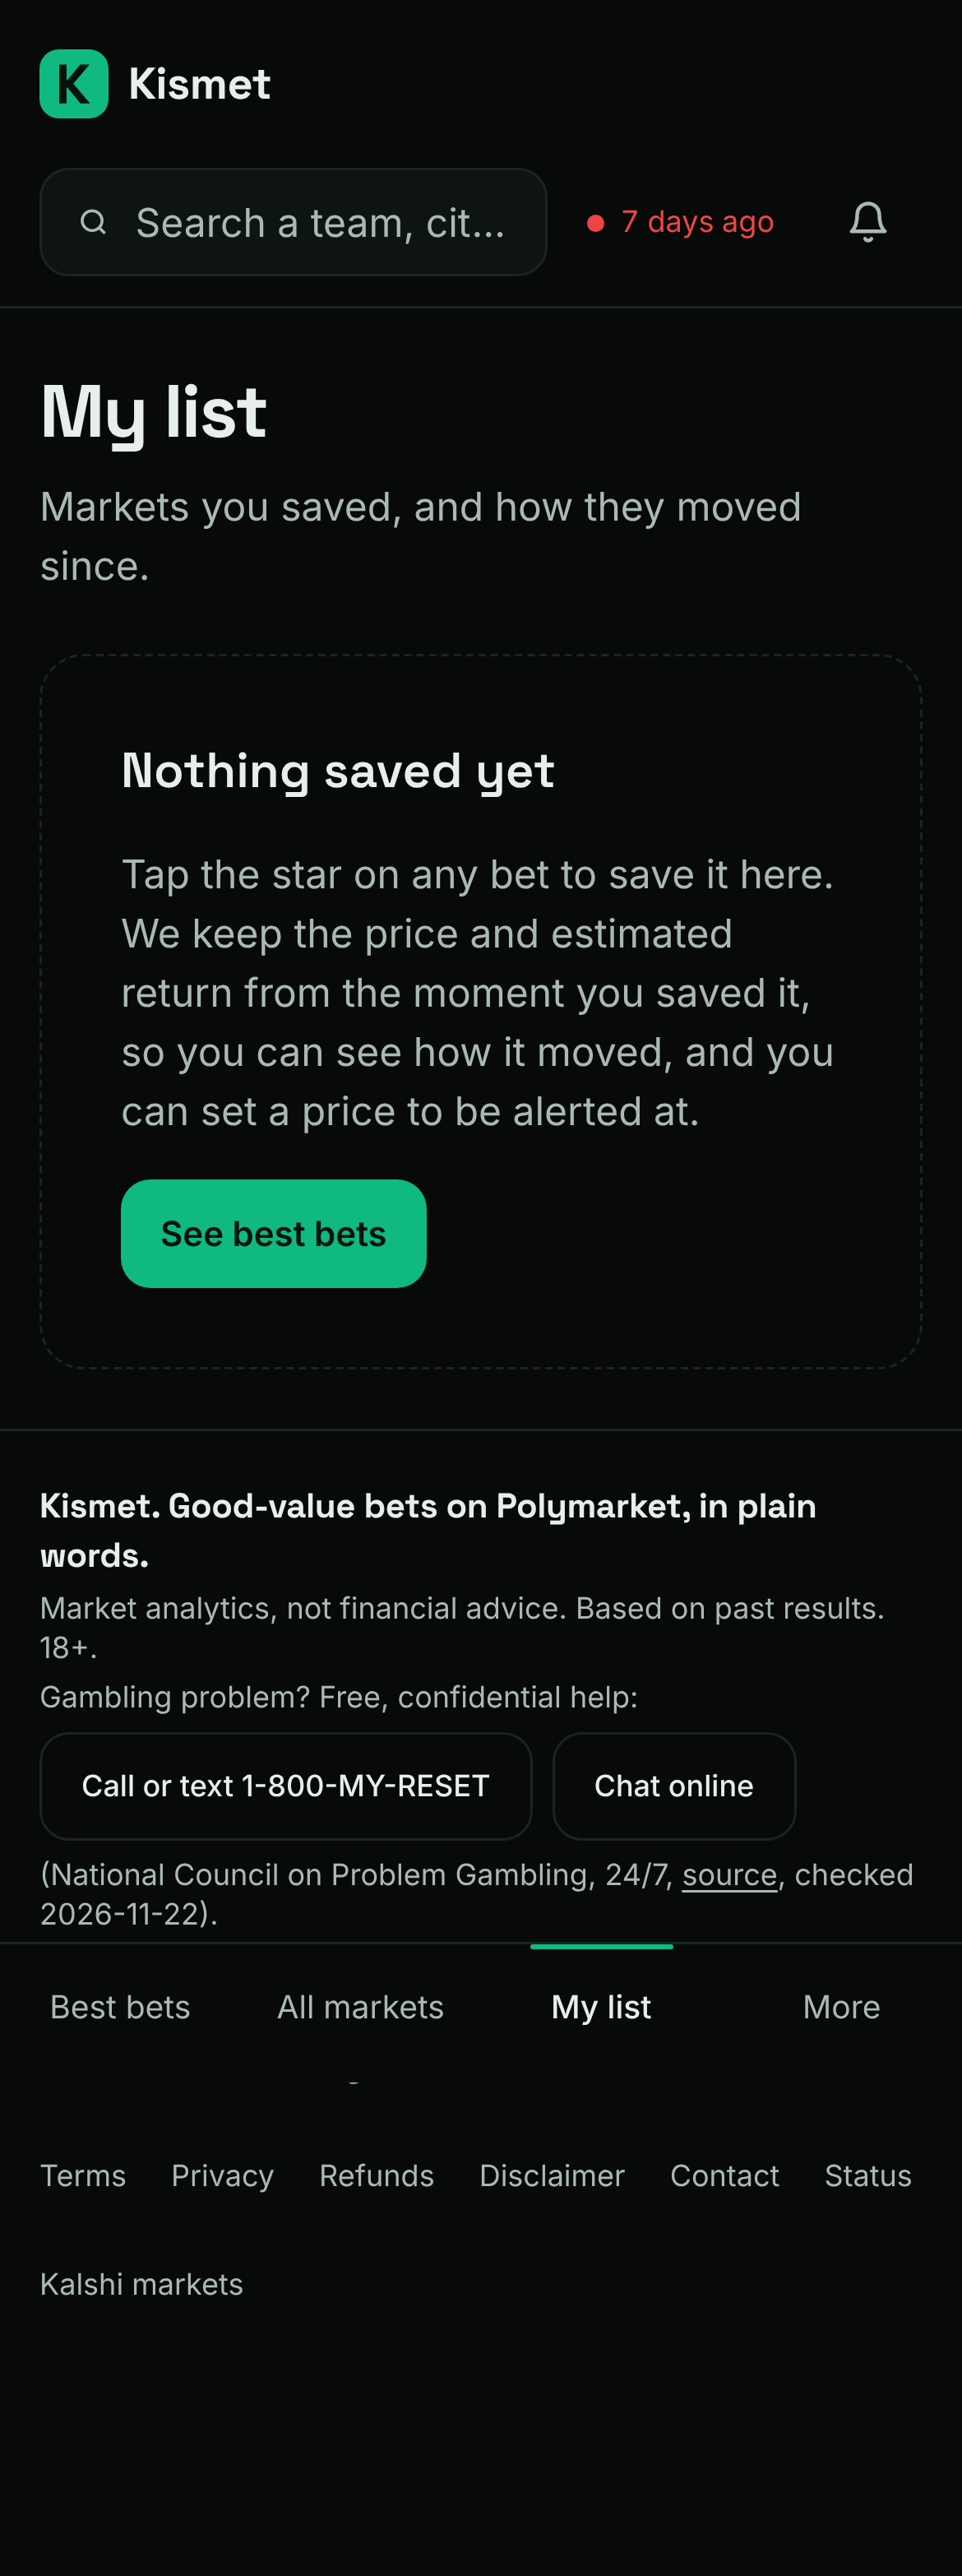 K Kismet
Search a team, cit...
7 days ago
My list
Markets you saved, and how they moved
since.
Nothing saved yet
Tap the star on any bet to save it here.
We keep the price and estimated
return from the moment you saved it,
so you can see how it moved, and you
can set a price to be alerted at.
See best bets
Kismet. Good-value bets on Polymarket, in plain
words.
Market analytics, not financial advice. Based on past results.
18+.
Gambling problem? Free, confidential help:
Call or text 1-800-MY-RESET
Chat online
(National Council on Problem Gambling, 24/7, source, checked
2026-11-22).
Best bets
All markets
My list
More
Terms
Privacy
Refunds
Disclaimer
Contact
Status
Kalshi markets